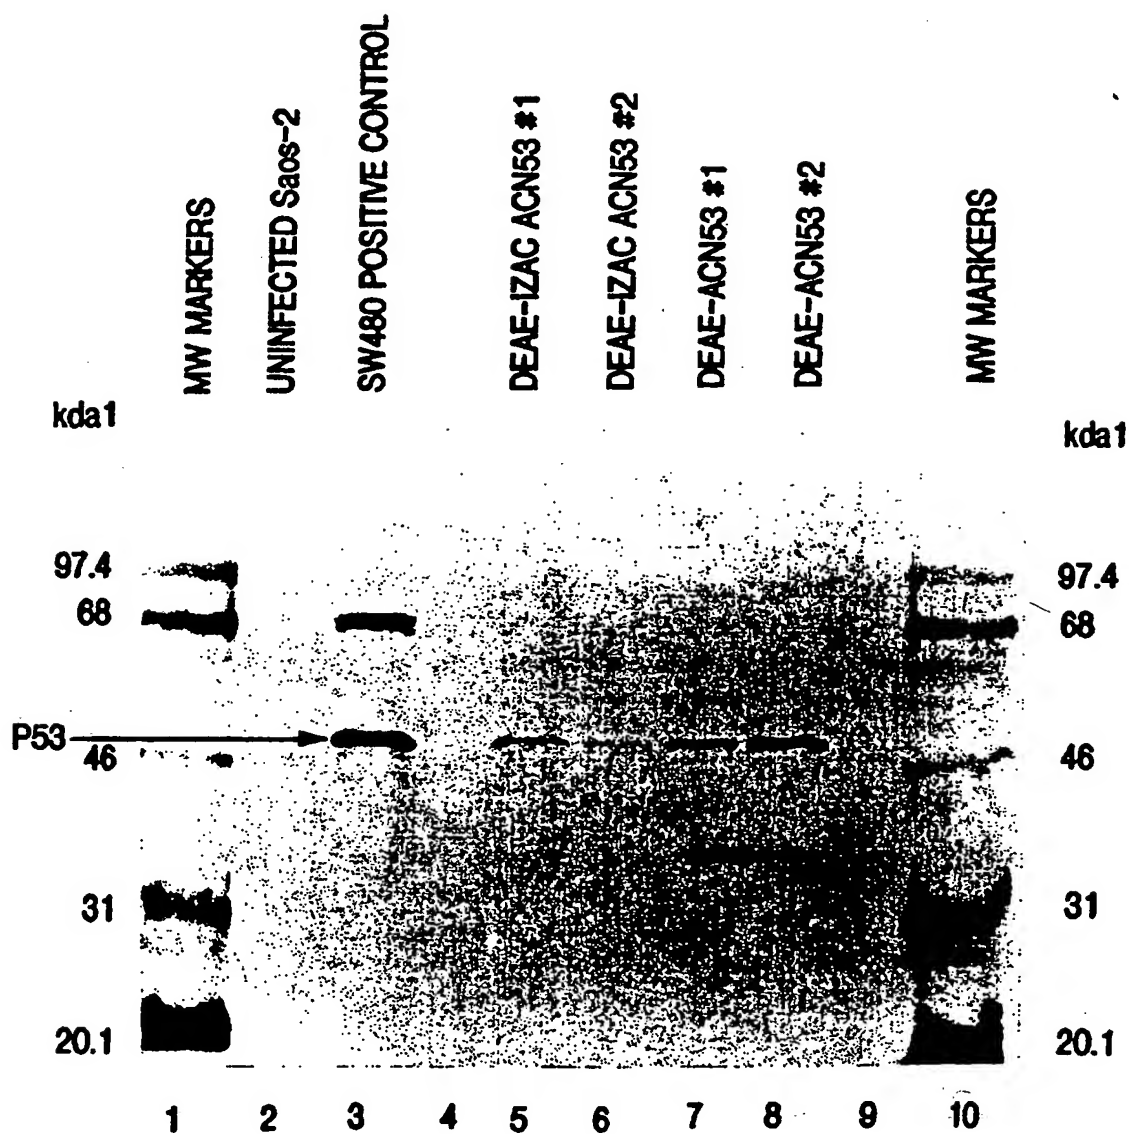 MW MARKERS
UNINFECTED Saos-2
SW480 POSITIVE CONTROL
DEAE-IZAC ACN53 #1
DEAE-IZAC ACN53 #2
DEAE-ACN53 #1
DEAE-ACN53 #2
MW MARKERS
kda1
kda1
97.4
97.4
68
68
P53
46
46
31
31
20.1
20.1
1 2 3 4 5 6 7 8 9 10